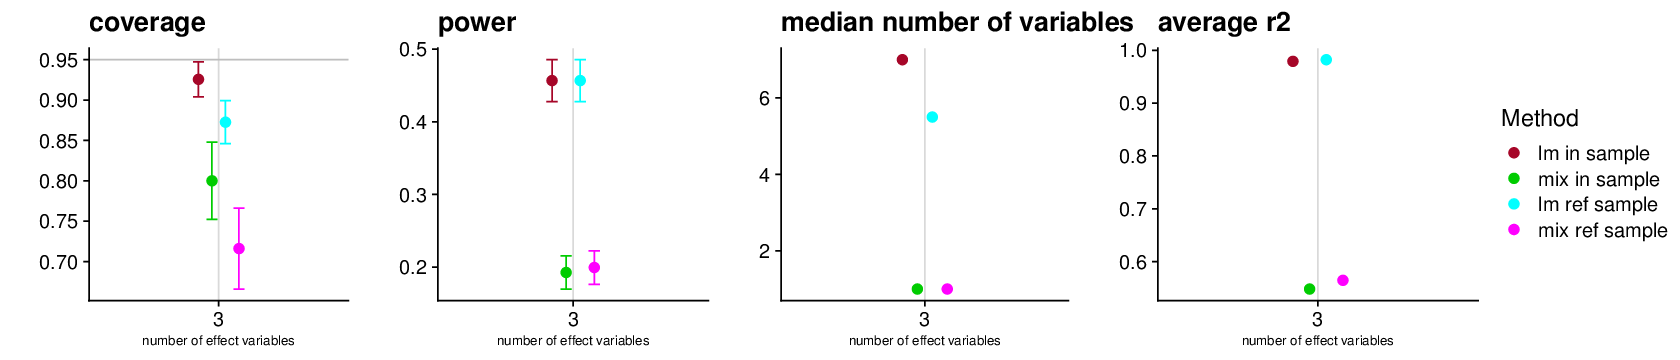 coverage
0.95
0.90
0.85
0.80
0.75
0.70
3
number of effect variables
power
0.5
0.4
0.3
0.2
3
number of effect variables
median number of variables
6
4
2
3
number of effect variables
average r2
1.0
0.9
0.8
0.7
0.6
3
number of effect variables
Method
lm in sample
mix in sample
lm ref sample
mix ref sample